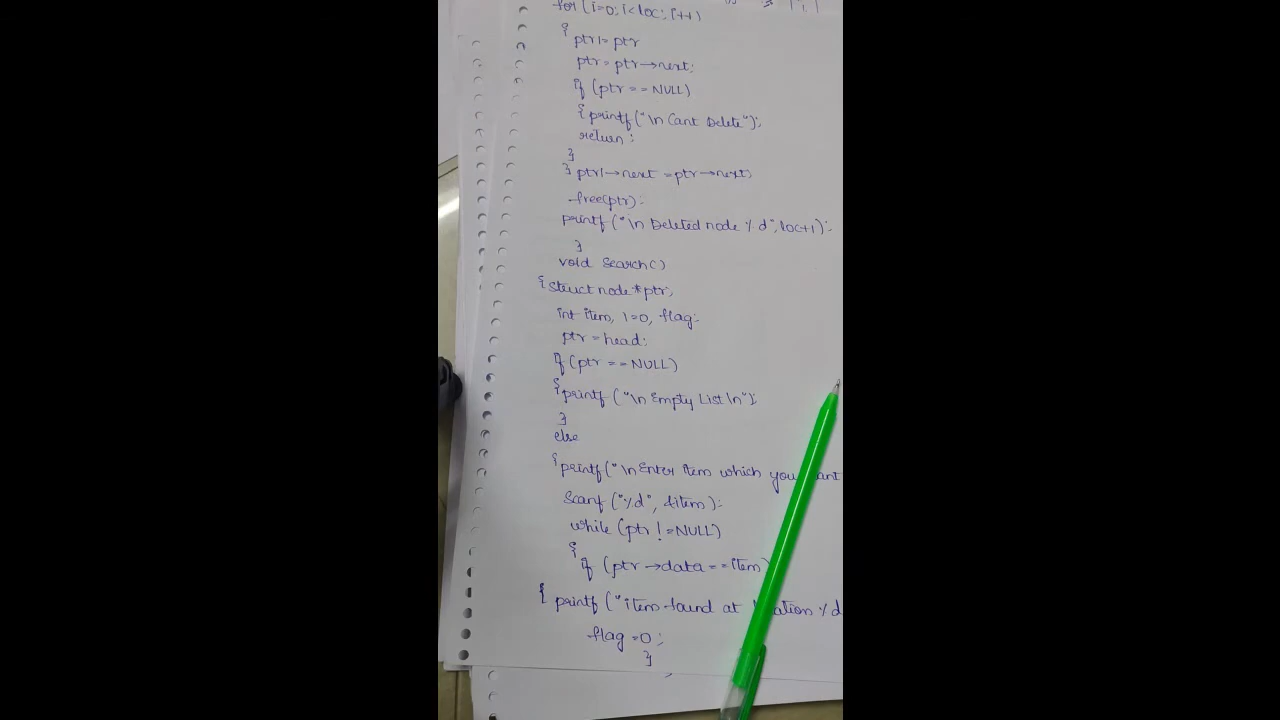 for (i=0; i<loc; i++)
{
ptr1=ptr
ptr= ptr→next;
if (ptr == NULL)
{ printf("\n Cant Delete");
return;
}
} ptr1→next =ptr→next;
free(ptr);
printf ("\n Deleted node %d", loc+1);
}
void search()
{ struct node *ptr;
int item, i=0, flag;
ptr = head;
if (ptr == NULL)
{ printf ("\n Empty List \n");
}
else
{ printf("\n Enter item which you
scanf ("%d", &item);
while (ptr != NULL)
{
if (ptr →data == item)
{ printf ("item found at %d
flag =0;
}